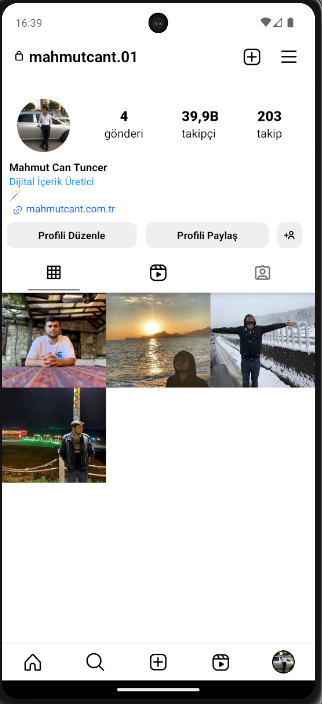 16:39
mahmutcant.01
4 39,9B 203
gönderi takipçi takip
Mahmut Can Tuncer
Dijital İçerik Üretici
mahmutcant.com.tr
Profili Düzenle Profili Paylaş